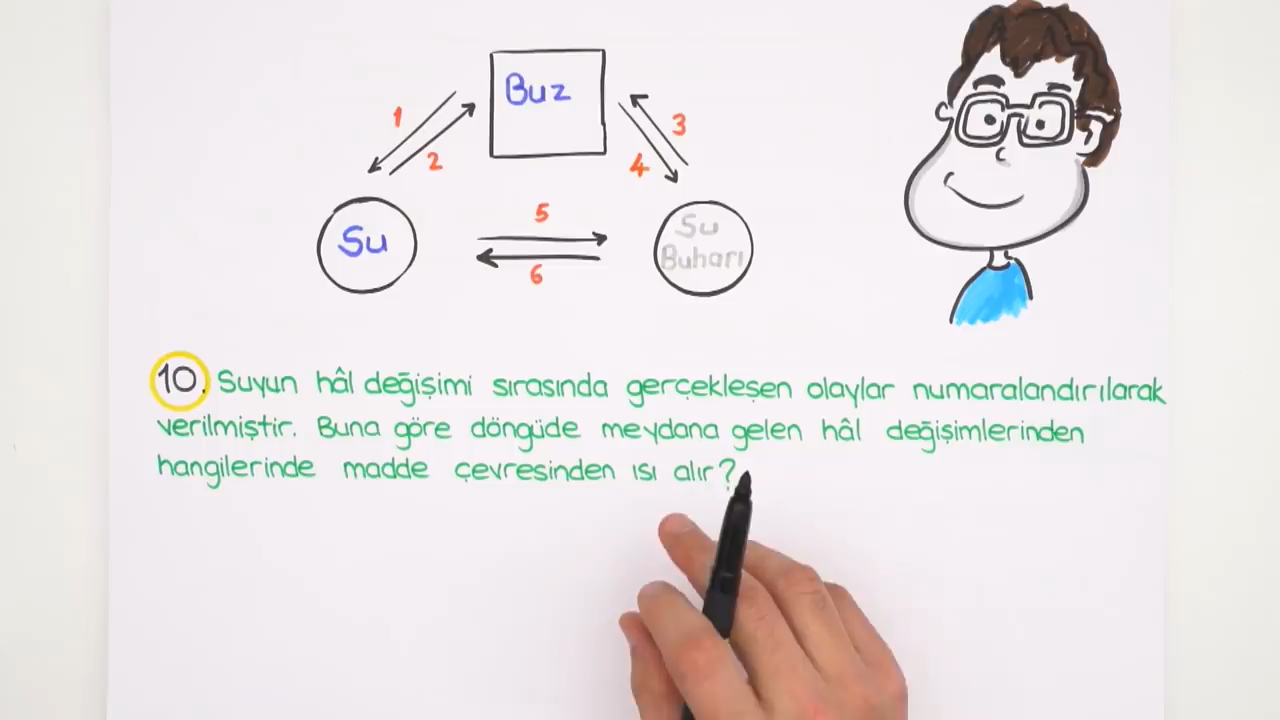 Buz
1
2
3
4
5
6
Su
Su
Buharı
10. Suyun hâl değişimi sırasında gerçekleşen olaylar numaralandırılarak
verilmiştir. Buna göre döngüde meydana gelen hâl değişimlerinden
hangilerinde madde çevresinden ısı alır?